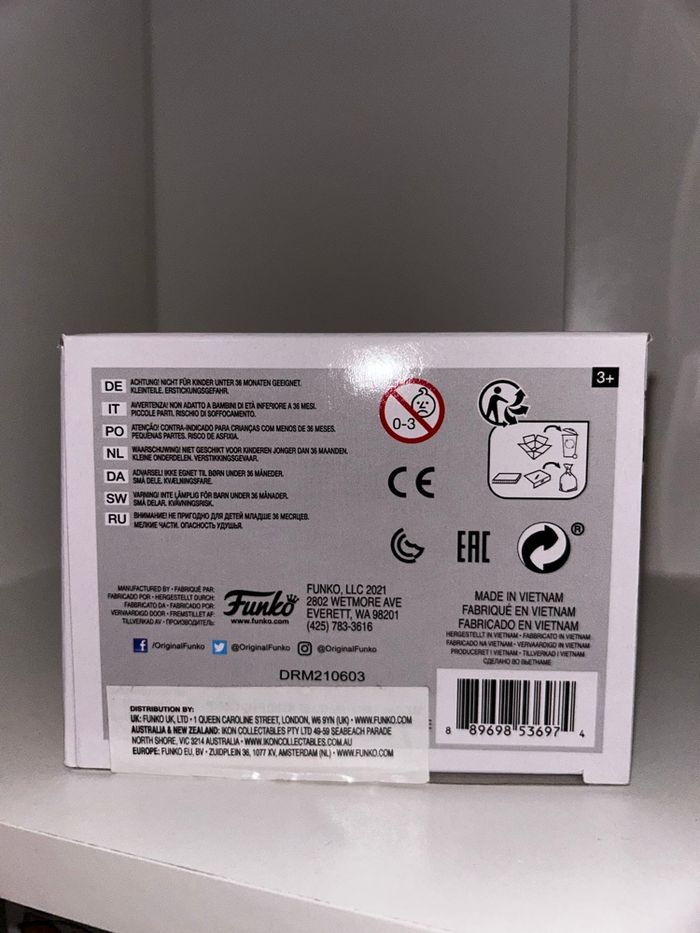 3+
DE ACHTUNG! NICHT FÜR KINDER UNTER 36 MONATEN GEEIGNET.
KLEINTEILE. ERSTICKUNGSGEFAHR.
IT AVVERTENZA! NON ADATTO A BAMBINI DI ETÀ INFERIORE A 36 MESI.
PICCOLE PARTI. RISCHIO DI SOFFOCAMENTO.
PO ATENÇÃO! CONTRA-INDICADO PARA CRIANÇAS COM MENOS DE 36 MESES.
PEQUENAS PARTES. RISCO DE ASFIXIA.
NL WAARSCHUWING! NIET GESCHIKT VOOR KINDEREN JONGER DAN 36 MAANDEN.
KLEINE ONDERDELEN. VERSTIKKINGSGEVAAR.
DA ADVARSEL! IKKE EGNET TIL BØRN UNDER 36 MÅNEDER.
SMÅ DELE. KVÆLNINGSFARE.
SW VARNING! INTE LÄMPLIG FÖR BARN UNDER 36 MÅNADER.
SMÅ DELAR. KVÄVNINGSRISK.
RU ВНИМАНИЕ! НЕ ПРИГОДНО ДЛЯ ДЕТЕЙ МЛАДШЕ 36 МЕСЯЦЕВ.
МЕЛКИЕ ЧАСТИ. ОПАСНОСТЬ УДУШЬЯ.
0-3
CE
EAC
®
MANUFACTURED BY • FABRIQUÉ PAR:
FABRICADO POR • HERGESTELLT DURCH:
FABBRICATO DA • FABRICADO POR:
VERVAARDIGD DOOR • FREMSTILLET AF:
TILLVERKAD AV • ПРОИЗВОДИТЕЛЬ:
Funko
www.funko.com
FUNKO, LLC 2021
2802 WETMORE AVE
EVERETT, WA 98201
(425) 783-3616
/OriginalFunko @OriginalFunko @OriginalFunko
DRM210603
MADE IN VIETNAM
FABRIQUÉ EN VIETNAM
FABRICADO EN VIETNAM
HERGESTELLT IN VIETNAM • FABBRICATO IN VIETNAM
FABRICADO NA VIETNAM • VERVAARDIGD IN VIETNAM
PRODUCERET I VIETNAM • TILLVERKAD I VIETNAM
СДЕЛАНО ВО ВЬЕТНАМЕ
DISTRIBUTION BY:
UK: FUNKO UK, LTD • 1 QUEEN CAROLINE STREET, LONDON, W6 9YN (UK) • WWW.FUNKO.COM
AUSTRALIA & NEW ZEALAND: IKON COLLECTABLES PTY LTD 49-59 SEABEACH PARADE
NORTH SHORE, VIC 3214 AUSTRALIA • WWW.IKONCOLLECTABLES.COM.AU
EUROPE: FUNKO EU, BV • ZUIDPLEIN 36, 1077 XV, AMSTERDAM (NL) • WWW.FUNKO.COM
8 89698 53697 4